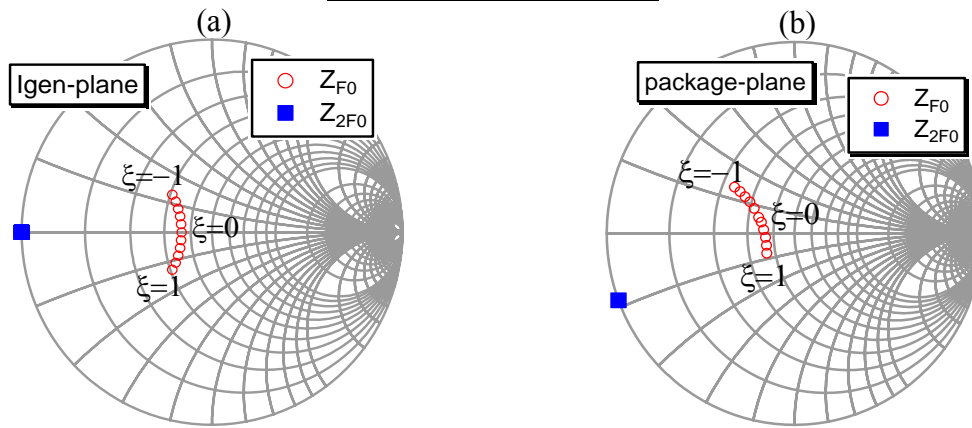 (a)
Igen-plane
Z_F0
Z_2F0
ξ=−1
ξ=0
ξ=1
(b)
package-plane
Z_F0
Z_2F0
ξ=−1
ξ=0
ξ=1